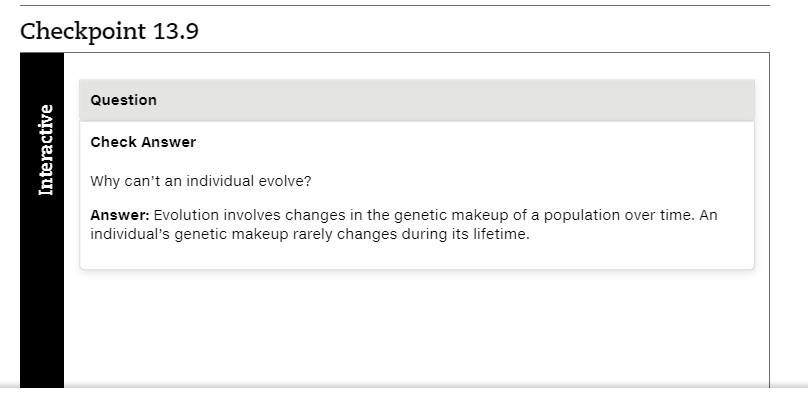 Checkpoint 13.9
Interactive
Question
Check Answer
Why can't an individual evolve?
Answer: Evolution involves changes in the genetic makeup of a population over time. An
individual's genetic makeup rarely changes during its lifetime.